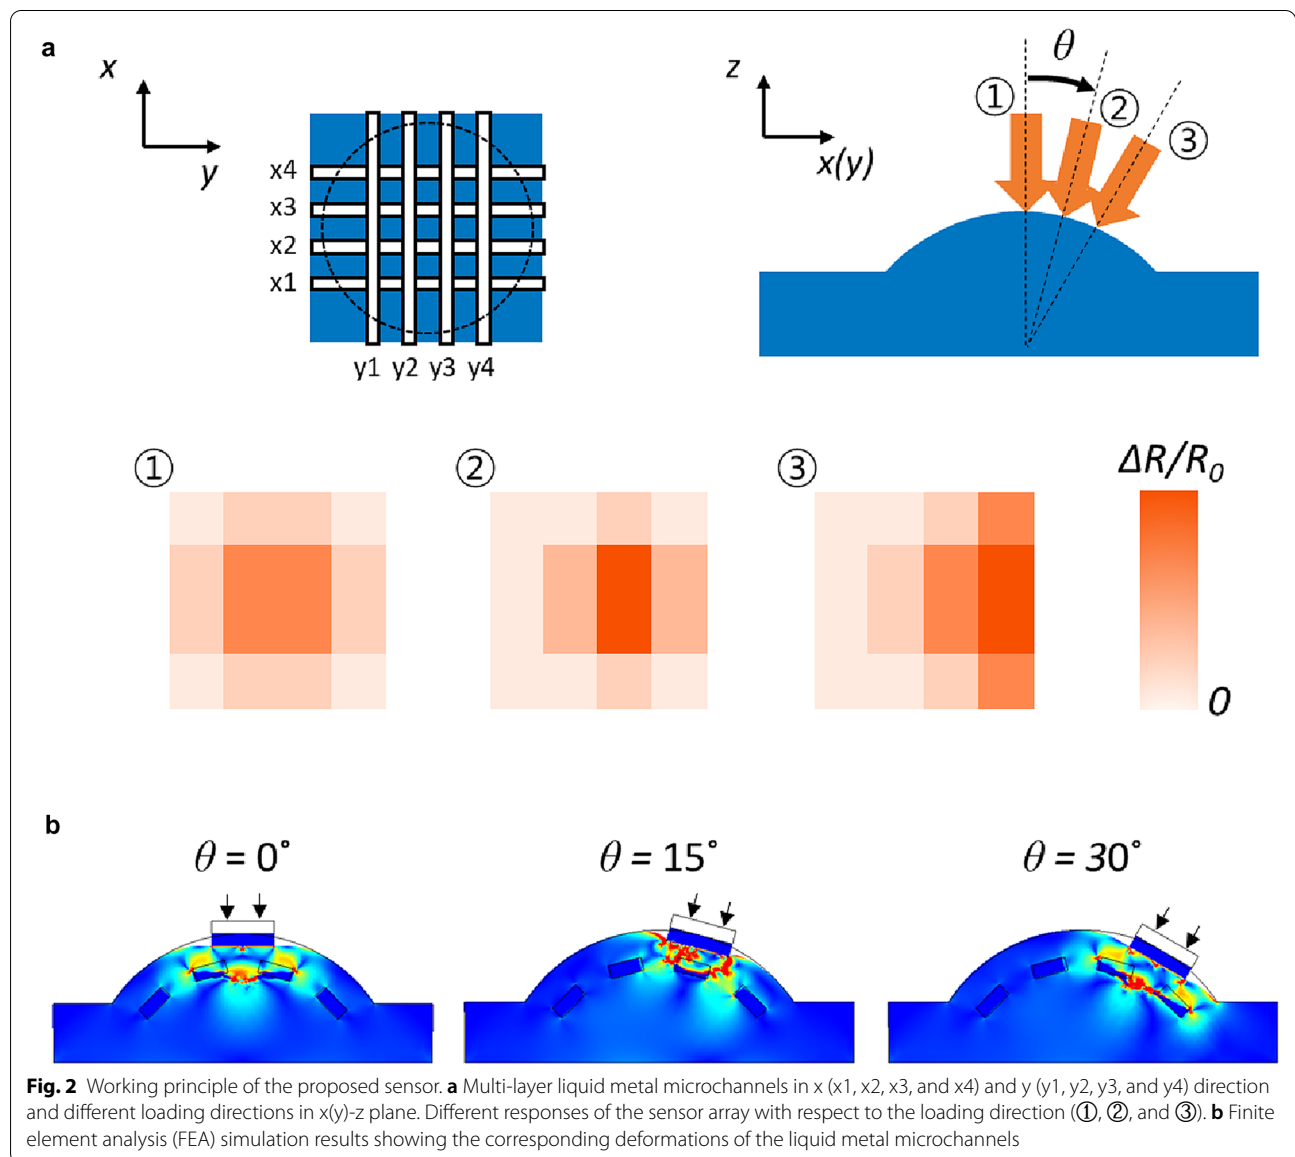 a
x
y
x4
x3
x2
x1
y1 y2 y3 y4
z
x(y)
θ
①
②
③
①
②
③
ΔR/R₀
0
b
θ = 0°
θ = 15°
θ = 30°
Fig. 2 Working principle of the proposed sensor. a Multi-layer liquid metal microchannels in x (x1, x2, x3, and x4) and y (y1, y2, y3, and y4) direction
and different loading directions in x(y)-z plane. Different responses of the sensor array with respect to the loading direction (①, ②, and ③). b Finite
element analysis (FEA) simulation results showing the corresponding deformations of the liquid metal microchannels